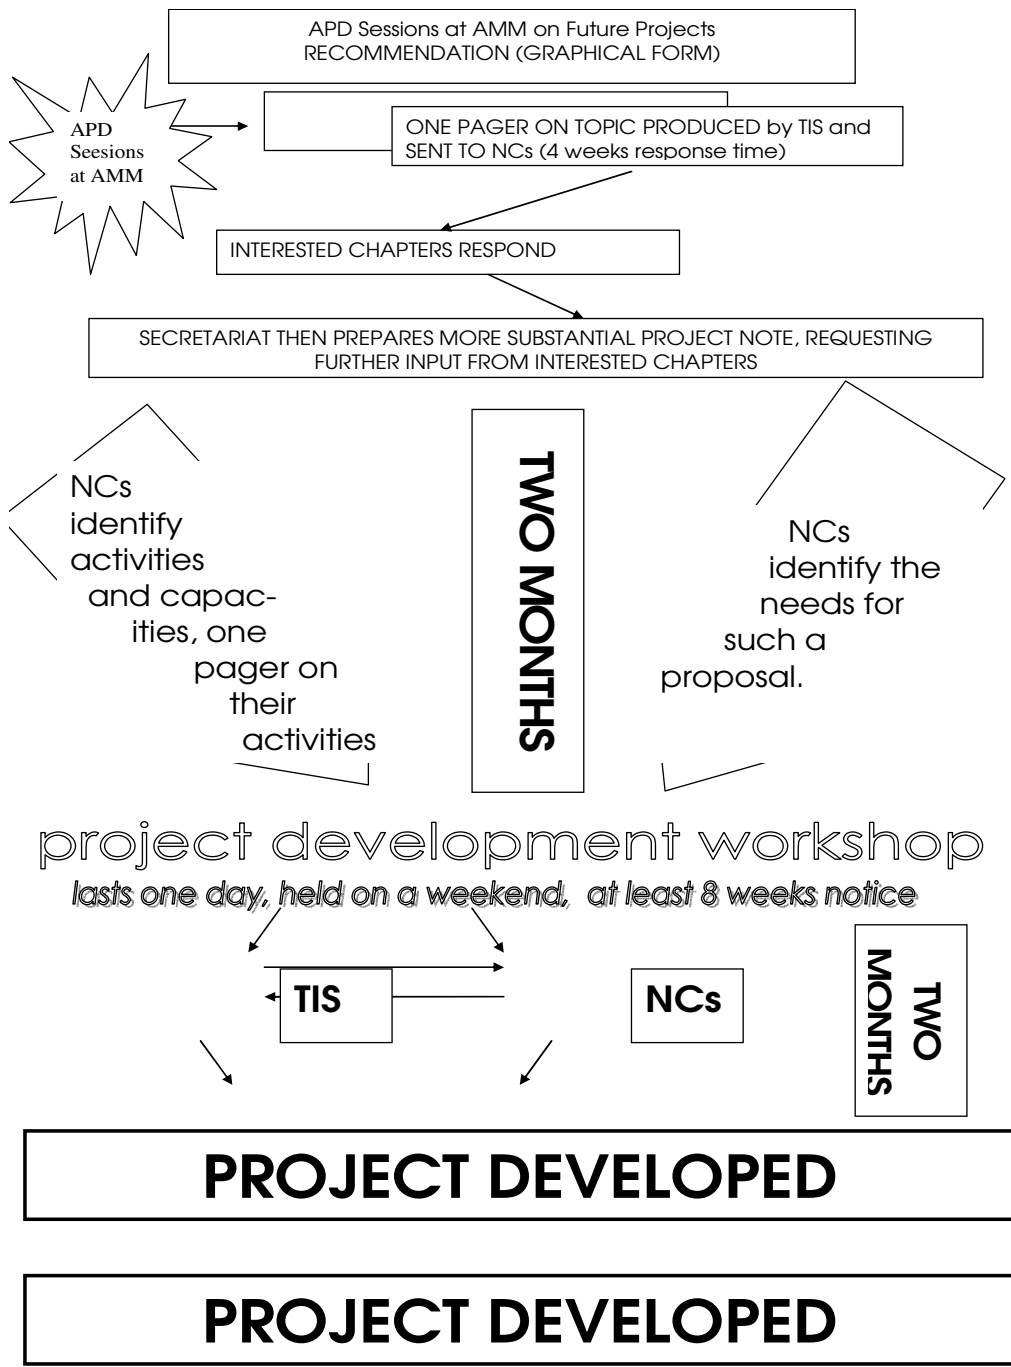 APD Sessions at AMM on Future Projects
RECOMMENDATION (GRAPHICAL FORM)
APD
Seesions
at AMM
ONE PAGER ON TOPIC PRODUCED by TIS and
SENT TO NCs (4 weeks response time)
INTERESTED CHAPTERS RESPOND
SECRETARIAT THEN PREPARES MORE SUBSTANTIAL PROJECT NOTE, REQUESTING
FURTHER INPUT FROM INTERESTED CHAPTERS
NCs
identify
activities
and capac-
ities, one
pager on
their
activities
TWO MONTHS
NCs
identify the
needs for
such a
proposal.
project development workshop
lasts one day, held on a weekend, at least 8 weeks notice
TIS
NCs
TWO
MONTHS
PROJECT DEVELOPED
PROJECT DEVELOPED